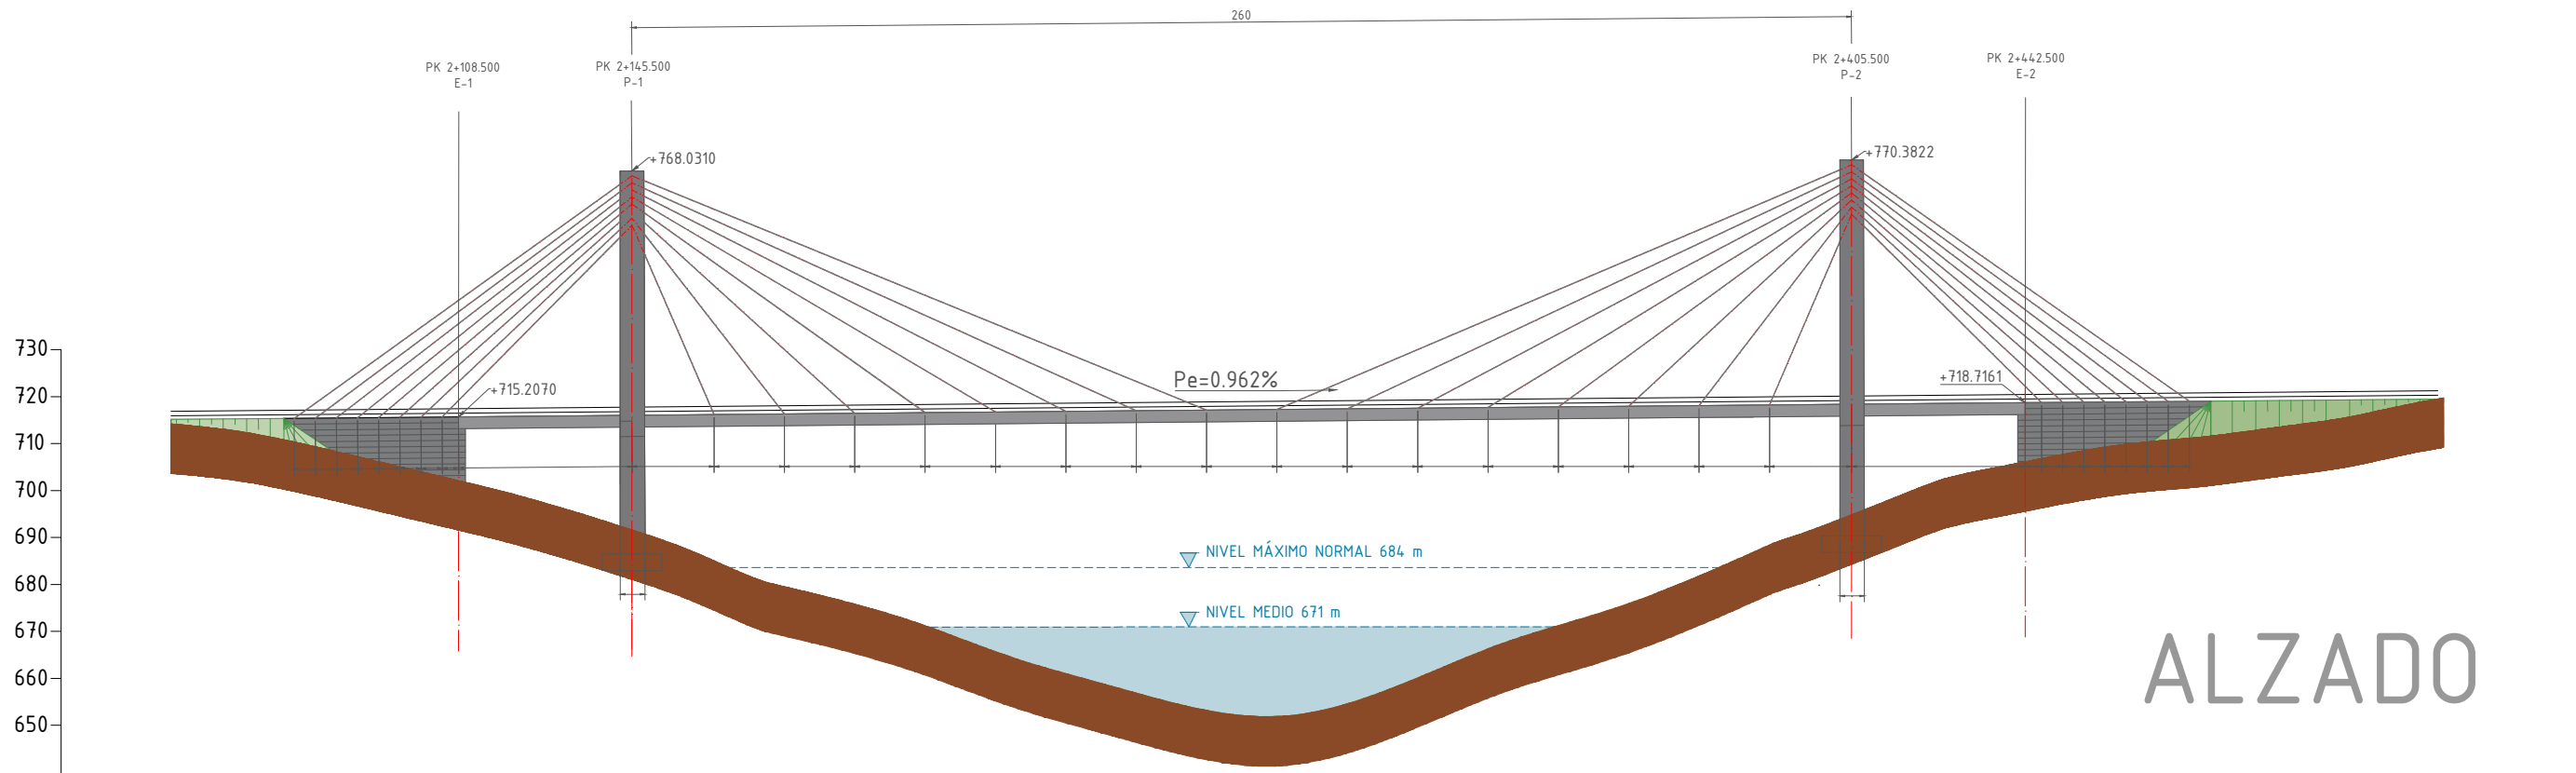 260
PK 2+108.500
E-1
PK 2+145.500
P-1
PK 2+405.500
P-2
PK 2+442.500
E-2
+768.0310
+770.3822
730
720
710
700
690
680
670
660
650
+715.2070
Pe=0.962%
+718.7161
NIVEL MÁXIMO NORMAL 684 m
NIVEL MEDIO 671 m
ALZADO